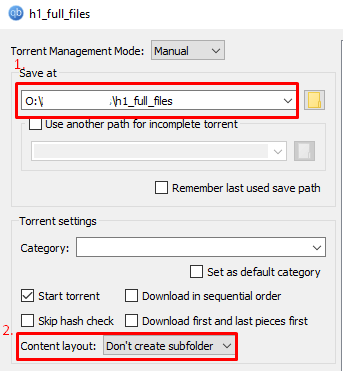 qb h1_full_files
Torrent Management Mode: Manual
1.
Save at
O:\ \h1_full_files
Use another path for incomplete torrent
Remember last used save path
Torrent settings
Category:
Set as default category
Start torrent Download in sequential order
Skip hash check Download first and last pieces first
2.
Content layout: Don't create subfolder